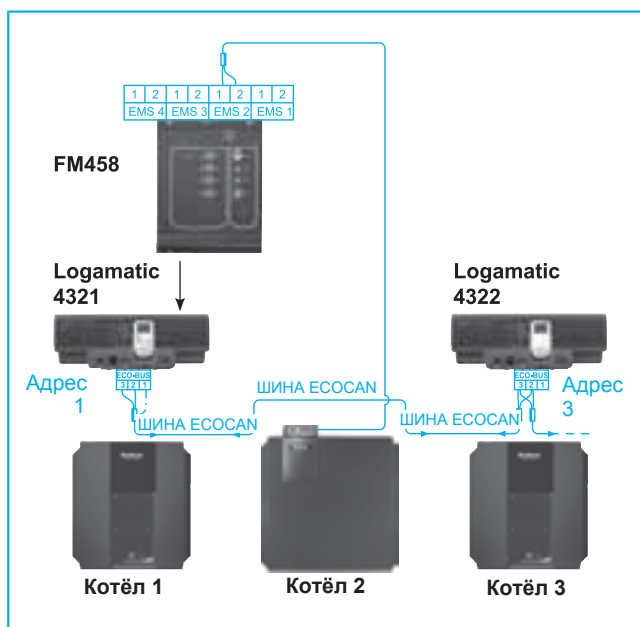 1 2 1 2 1 2 1 2
EMS 4 EMS 3 EMS 2 EMS 1
FM458
Logamatic
4321
Logamatic
4322
ECO-BUS
3 2 1
Адрес
1
ECO-BUS
3 2 1
Адрес
3
ШИНА ECOCAN
ШИНА ECOCAN
ШИНА ECOCAN
Котёл 1
Котёл 2
Котёл 3